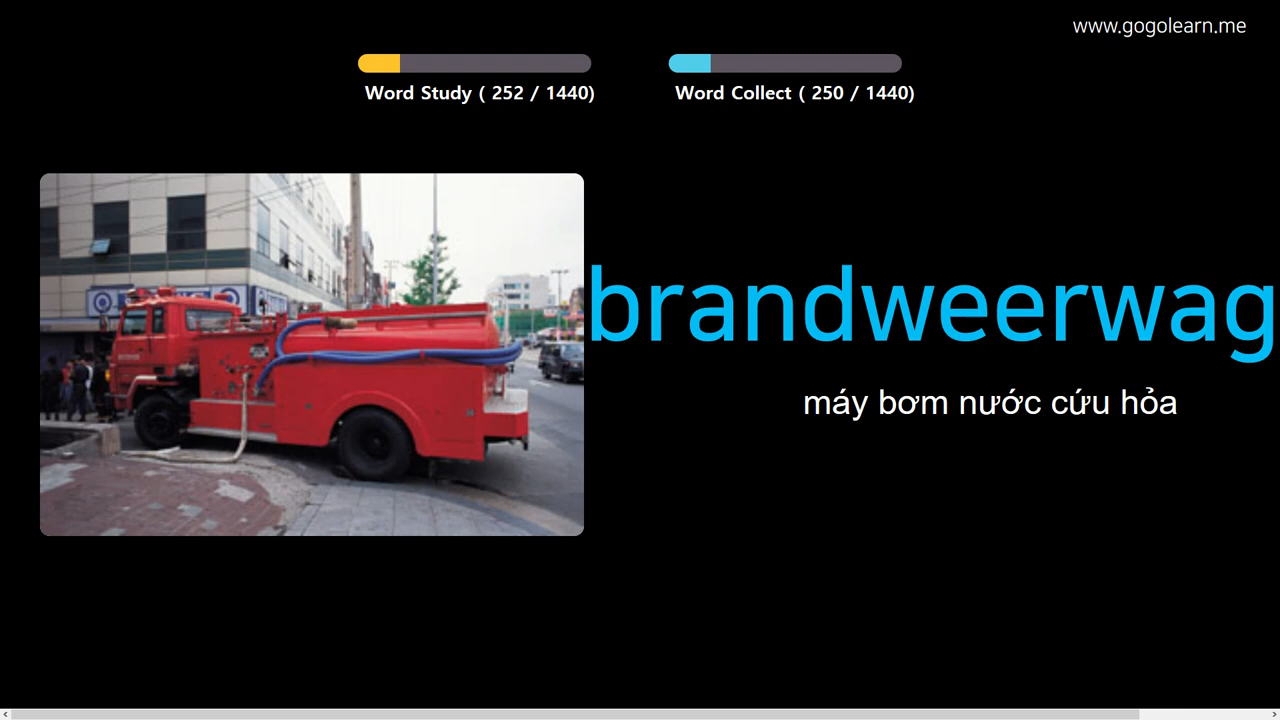 www.gogolearn.me
Word Study ( 252 / 1440)
Word Collect ( 250 / 1440)
brandweerwag
máy bơm nước cứu hỏa